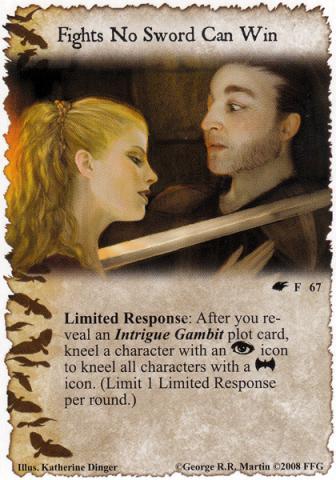 Fights No Sword Can Win
F 67
Limited Response: After you re-
veal an Intrigue Gambit plot card,
kneel a character with an icon
to kneel all characters with a
icon. (Limit 1 Limited Response
per round.)
Illus. Katherine Dinger ©George R.R. Martin ©2008 FFG